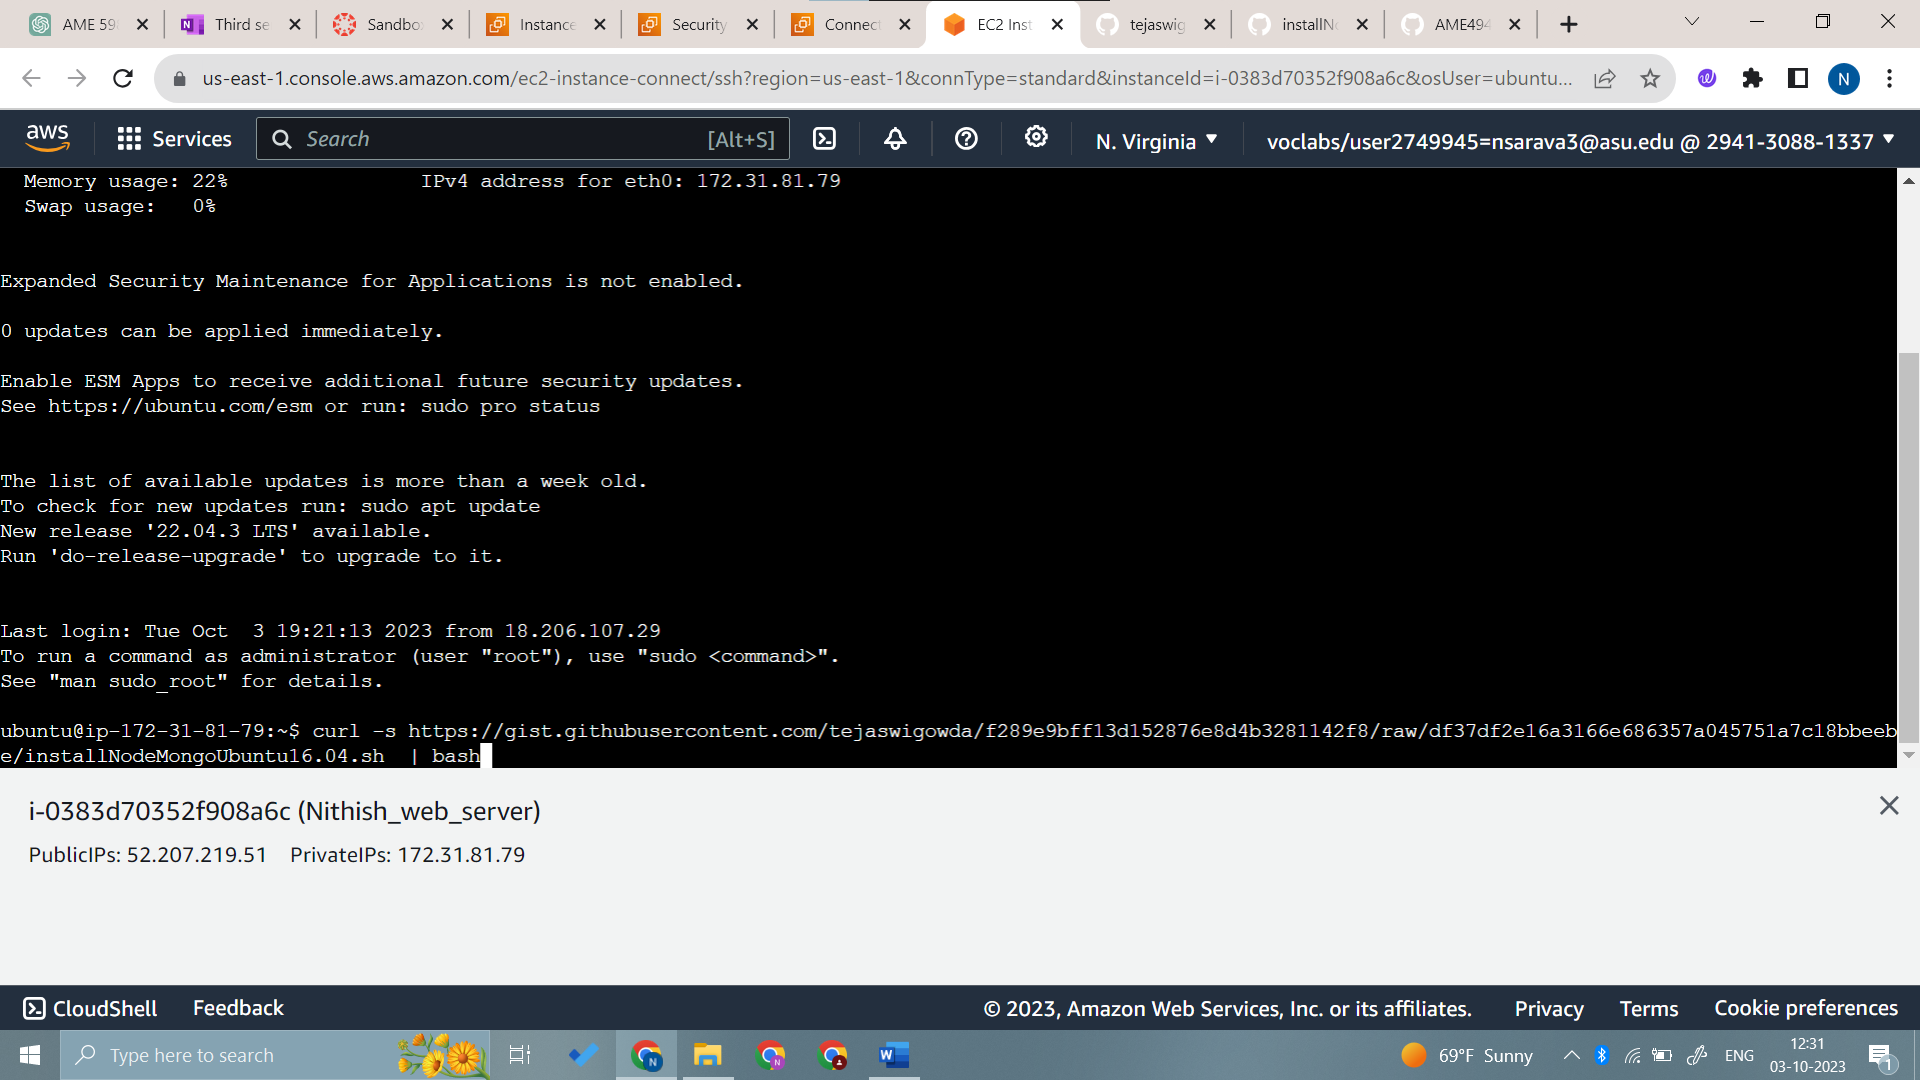 AME 59
Third se
Sandbo
Instance
Security
Connect
EC2 Inst
tejaswig
installN
AME494
us-east-1.console.aws.amazon.com/ec2-instance-connect/ssh?region=us-east-1&connType=standard&instanceId=i-0383d70352f908a6c&osUser=ubuntu...
N
aws
Services
Search
[Alt+S]
N. Virginia
voclabs/user2749945=nsarava3@asu.edu @ 2941-3088-1337
Memory usage: 22% IPv4 address for eth0: 172.31.81.79
Swap usage: 0%
Expanded Security Maintenance for Applications is not enabled.
0 updates can be applied immediately.
Enable ESM Apps to receive additional future security updates.
See https://ubuntu.com/esm or run: sudo pro status
The list of available updates is more than a week old.
To check for new updates run: sudo apt update
New release '22.04.3 LTS' available.
Run 'do-release-upgrade' to upgrade to it.
Last login: Tue Oct  3 19:21:13 2023 from 18.206.107.29
To run a command as administrator (user "root"), use "sudo <command>".
See "man sudo_root" for details.
ubuntu@ip-172-31-81-79:~$ curl -s https://gist.githubusercontent.com/tejaswigowda/f289e9bff13d152876e8d4b3281142f8/raw/df37df2e16a3166e686357a045751a7c18bbeeb
e/installNodeMongoUbuntu16.04.sh  | bash
i-0383d70352f908a6c (Nithish_web_server)
PublicIPs: 52.207.219.51 PrivateIPs: 172.31.81.79
CloudShell
Feedback
© 2023, Amazon Web Services, Inc. or its affiliates.
Privacy
Terms
Cookie preferences
Type here to search
69°F Sunny
ENG
12:31
03-10-2023
1